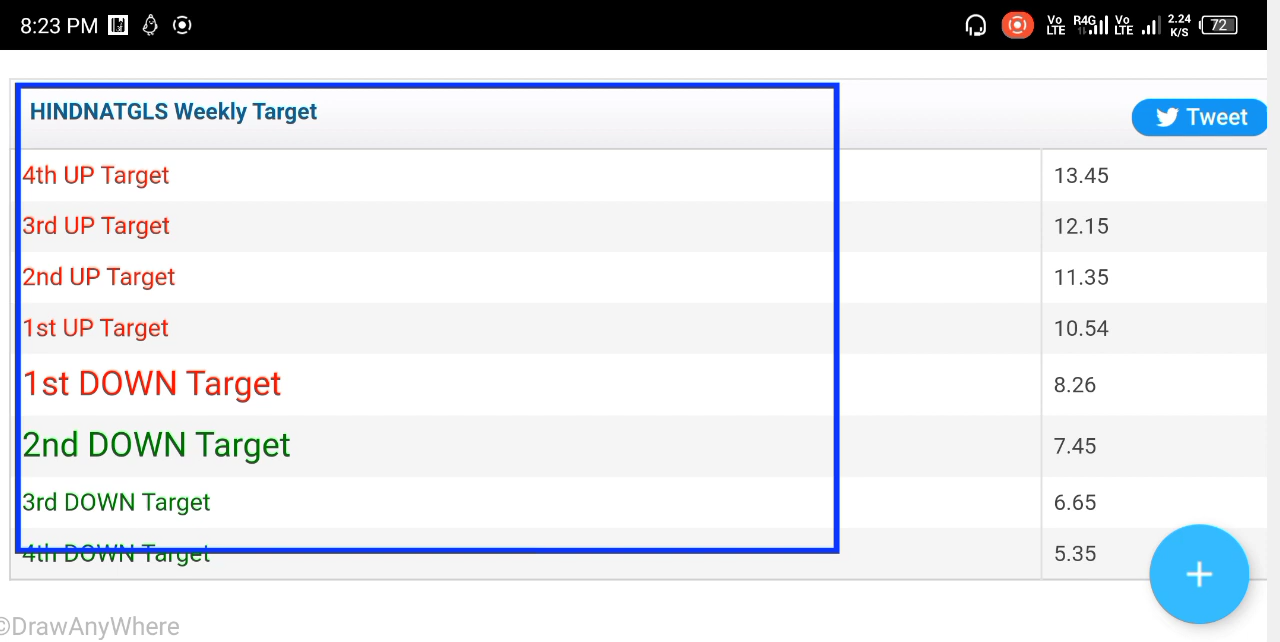 8:23 PM Vo LTE R4G Vo LTE 2.24 K/S 72
HINDNATGLS Weekly Target Tweet
4th UP Target 13.45
3rd UP Target 12.15
2nd UP Target 11.35
1st UP Target 10.54
1st DOWN Target 8.26
2nd DOWN Target 7.45
3rd DOWN Target 6.65
4th DOWN Target 5.35
©DrawAnyWhere